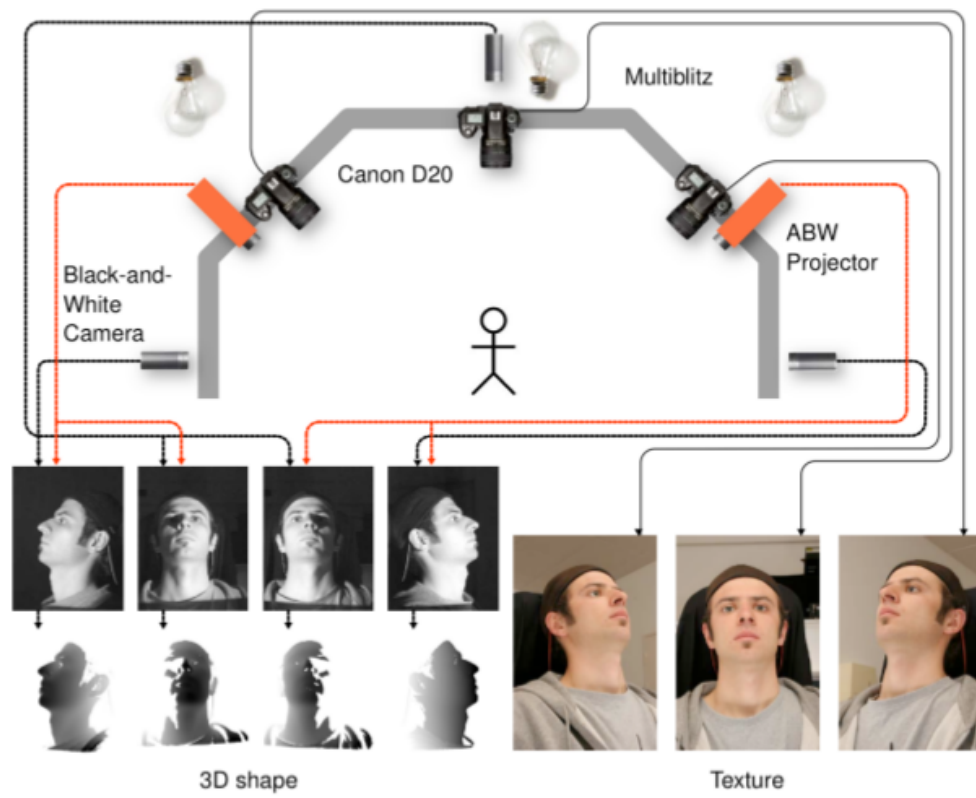 Multiblitz
Canon D20
ABW
Projector
Black-and-
White
Camera
3D shape
Texture